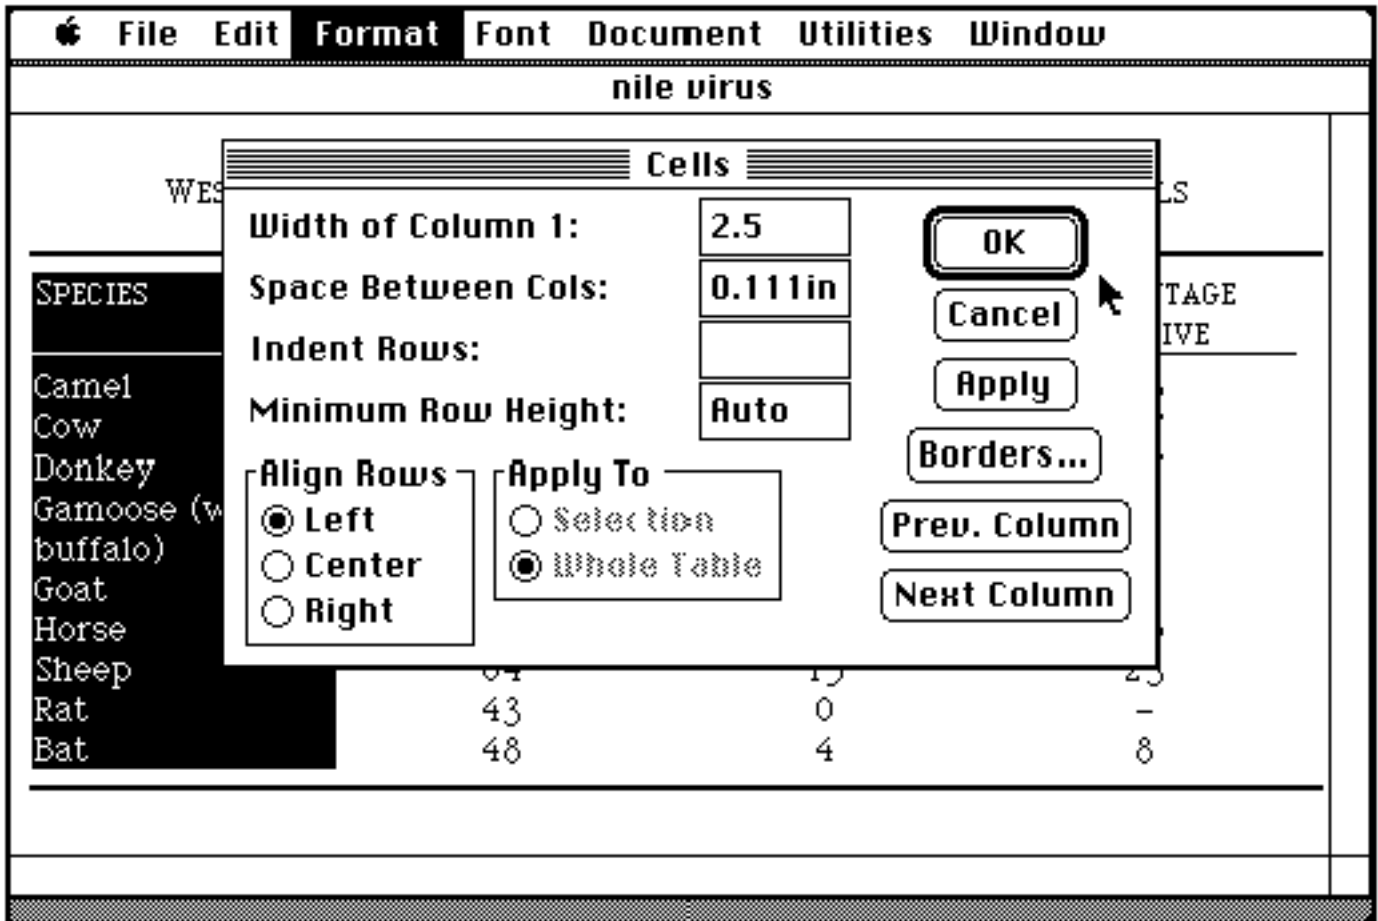 File Edit Format Font Document Utilities Window
nile virus
Cells
Width of Column 1: 2.5
Space Between Cols: 0.111in
Indent Rows:
Minimum Row Height: Auto
Align Rows
Left
Center
Right
Apply To
Selection
Whole Table
OK
Cancel
Apply
Borders...
Prev. Column
Next Column
SPECIES
Camel
Cow
Donkey
Gamoose
buffalo)
Goat
Horse
Sheep
Rat 43 0 –
Bat 48 4 8